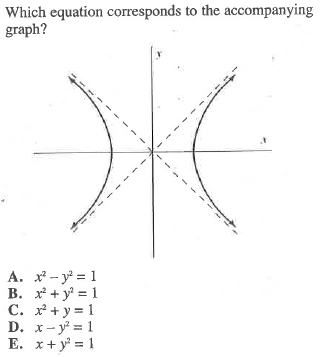 Which equation corresponds to the accompanying
graph?
y
x
A. x² – y² = 1
B. x² + y² = 1
C. x² + y = 1
D. x – y² = 1
E. x + y² = 1